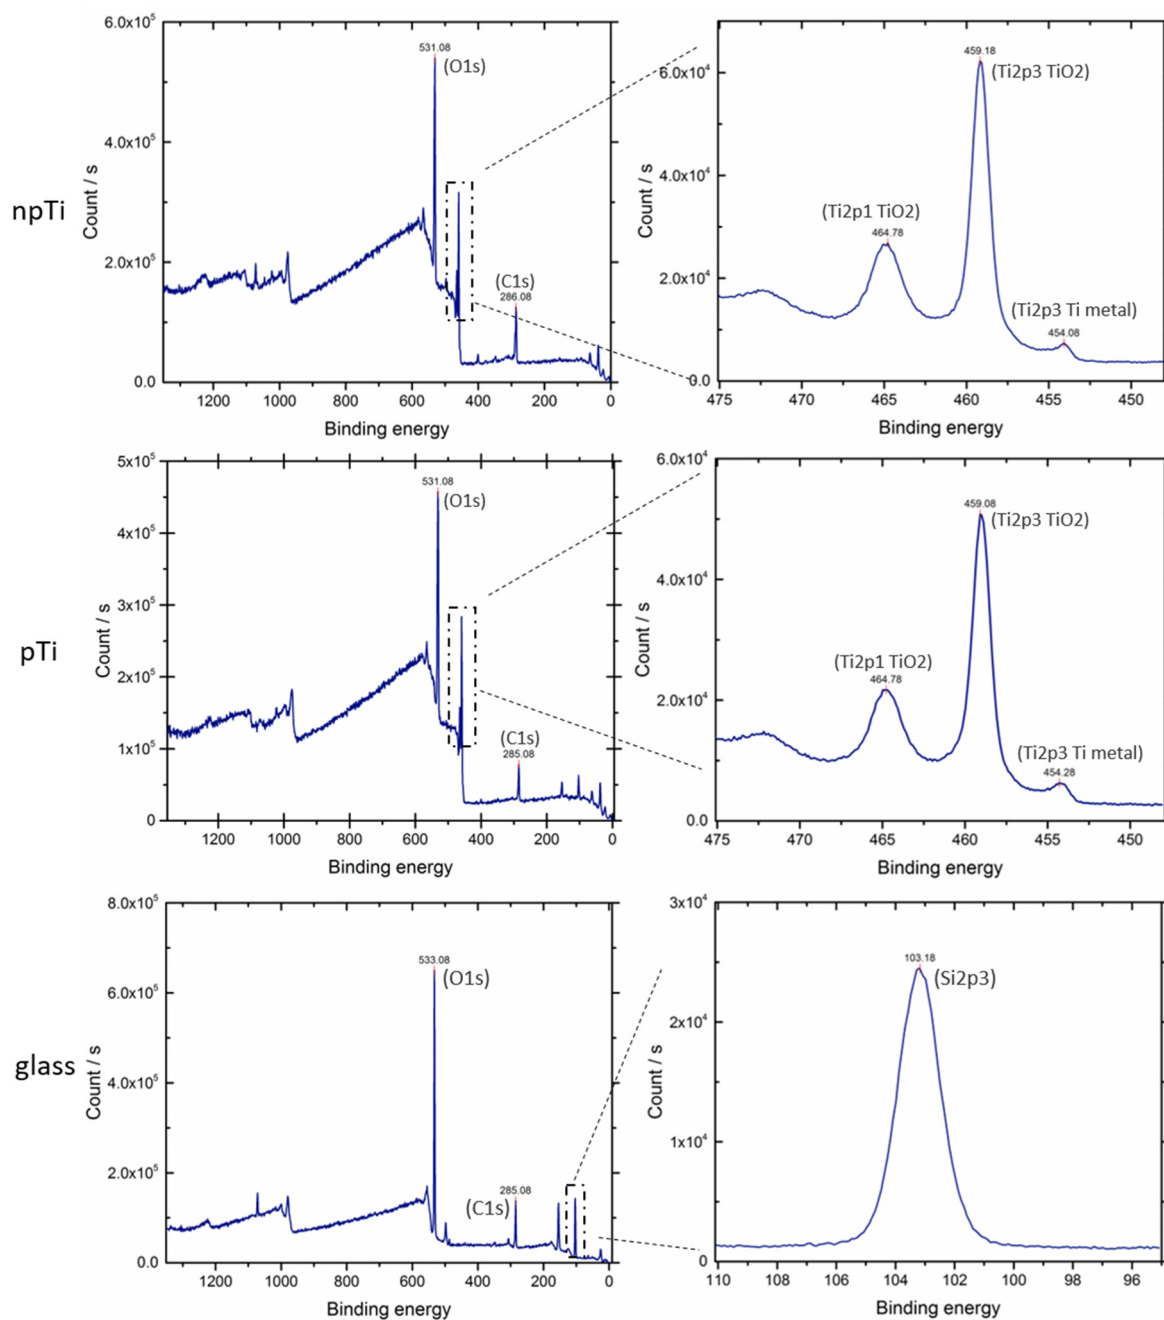 npTi
Count / s
6.0x10⁵
4.0x10⁵
2.0x10⁵
0.0
531.08
(O1s)
(C1s)
286.08
1200 1000 800 600 400 200 0
Binding energy
Count / s
6.0x10⁴
4.0x10⁴
2.0x10⁴
0.0
459.18
(Ti2p3 TiO2)
(Ti2p1 TiO2)
464.78
(Ti2p3 Ti metal)
454.08
475 470 465 460 455 450
Binding energy
pTi
Count / s
5x10⁵
4x10⁵
3x10⁵
2x10⁵
1x10⁵
0
531.08
(O1s)
(C1s)
285.08
1200 1000 800 600 400 200 0
Binding energy
Count / s
6.0x10⁴
4.0x10⁴
2.0x10⁴
0.0
459.08
(Ti2p3 TiO2)
(Ti2p1 TiO2)
464.78
(Ti2p3 Ti metal)
454.28
475 470 465 460 455 450
Binding energy
glass
Count / s
8.0x10⁵
6.0x10⁵
4.0x10⁵
2.0x10⁵
0.0
533.08
(O1s)
285.08
(C1s)
1200 1000 800 600 400 200 0
Binding energy
Count / s
3x10⁴
2x10⁴
1x10⁴
0
103.18
(Si2p3)
110 108 106 104 102 100 98 96
Binding energy